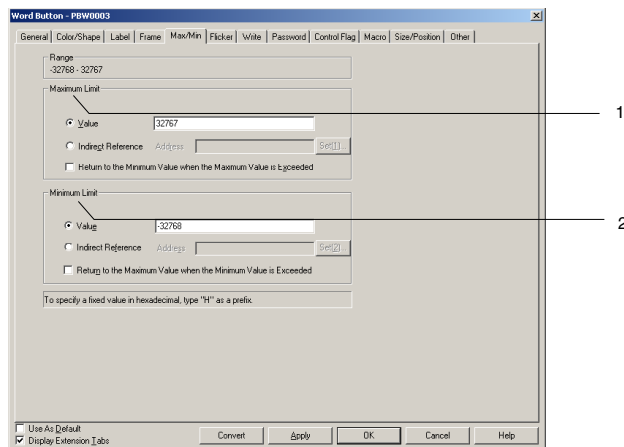 Word Button - PBW0003
General Color/Shape Label Frame Max/Min Flicker Write Password Control Flag Macro Size/Position Other
Range
-32768 - 32767
Maximum Limit
1
Value 32767
Indirect Reference Address Set(1)...
Return to the Minimum Value when the Maximum Value is Exceeded
Minimum Limit
2
Value -32768
Indirect Reference Address Set(2)...
Return to the Maximum Value when the Minimum Value is Exceeded
To specify a fixed value in hexadecimal, type "H" as a prefix.
Use As Default
Display Extension Tabs
Convert Apply OK Cancel Help